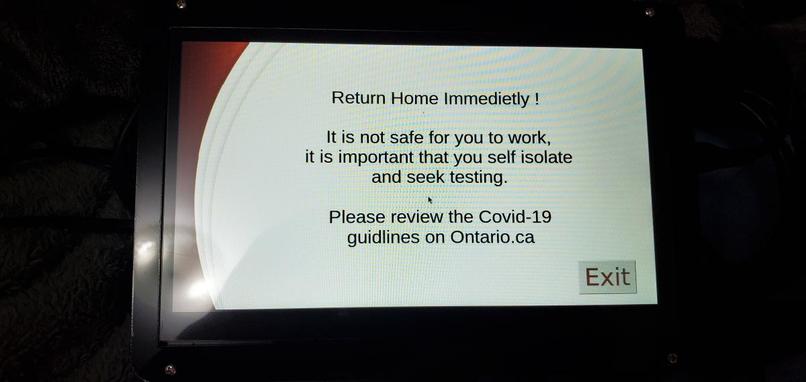 Return Home Immedietly !
It is not safe for you to work,
it is important that you self isolate
and seek testing.
Please review the Covid-19
guidlines on Ontario.ca
Exit